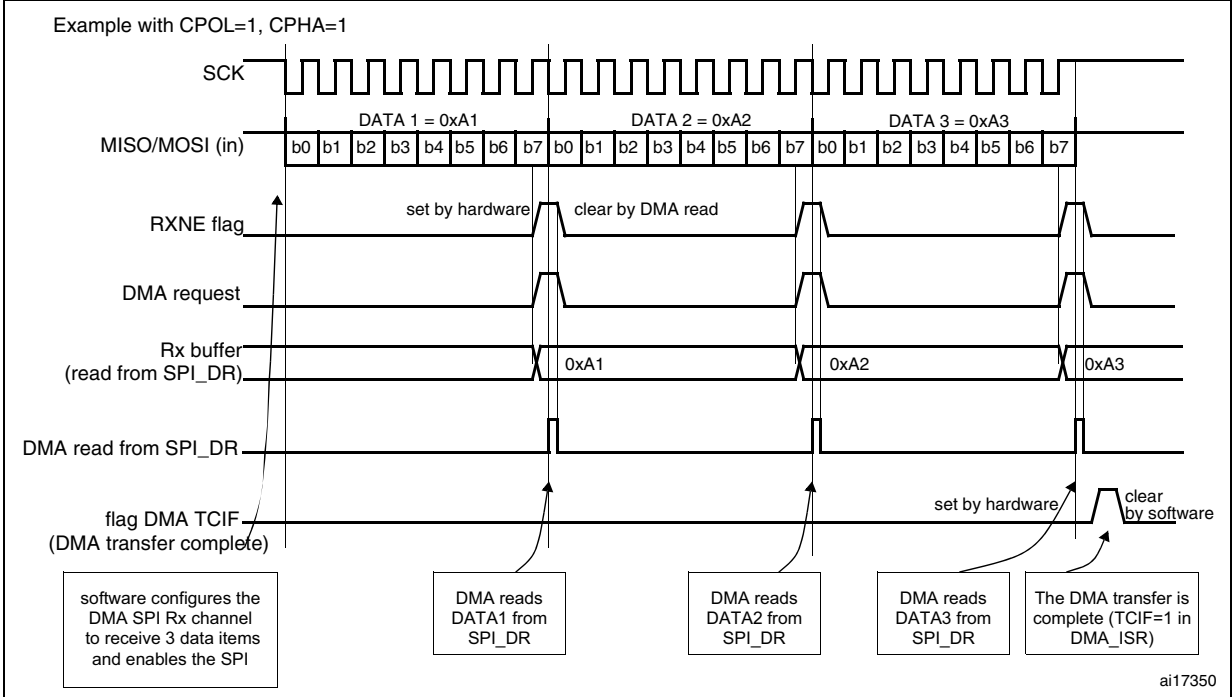 Example with CPOL=1, CPHA=1
SCK
DATA 1 = 0xA1
DATA 2 = 0xA2
DATA 3 = 0xA3
MISO/MOSI (in)
b0 b1 b2 b3 b4 b5 b6 b7 b0 b1 b2 b3 b4 b5 b6 b7 b0 b1 b2 b3 b4 b5 b6 b7
set by hardware
clear by DMA read
RXNE flag
DMA request
Rx buffer
(read from SPI_DR)
0xA1
0xA2
0xA3
DMA read from SPI_DR
set by hardware
clear
by software
flag DMA TCIF
(DMA transfer complete)
software configures the
DMA SPI Rx channel
to receive 3 data items
and enables the SPI
DMA reads
DATA1 from
SPI_DR
DMA reads
DATA2 from
SPI_DR
DMA reads
DATA3 from
SPI_DR
The DMA transfer is
complete (TCIF=1 in
DMA_ISR)
ai17350